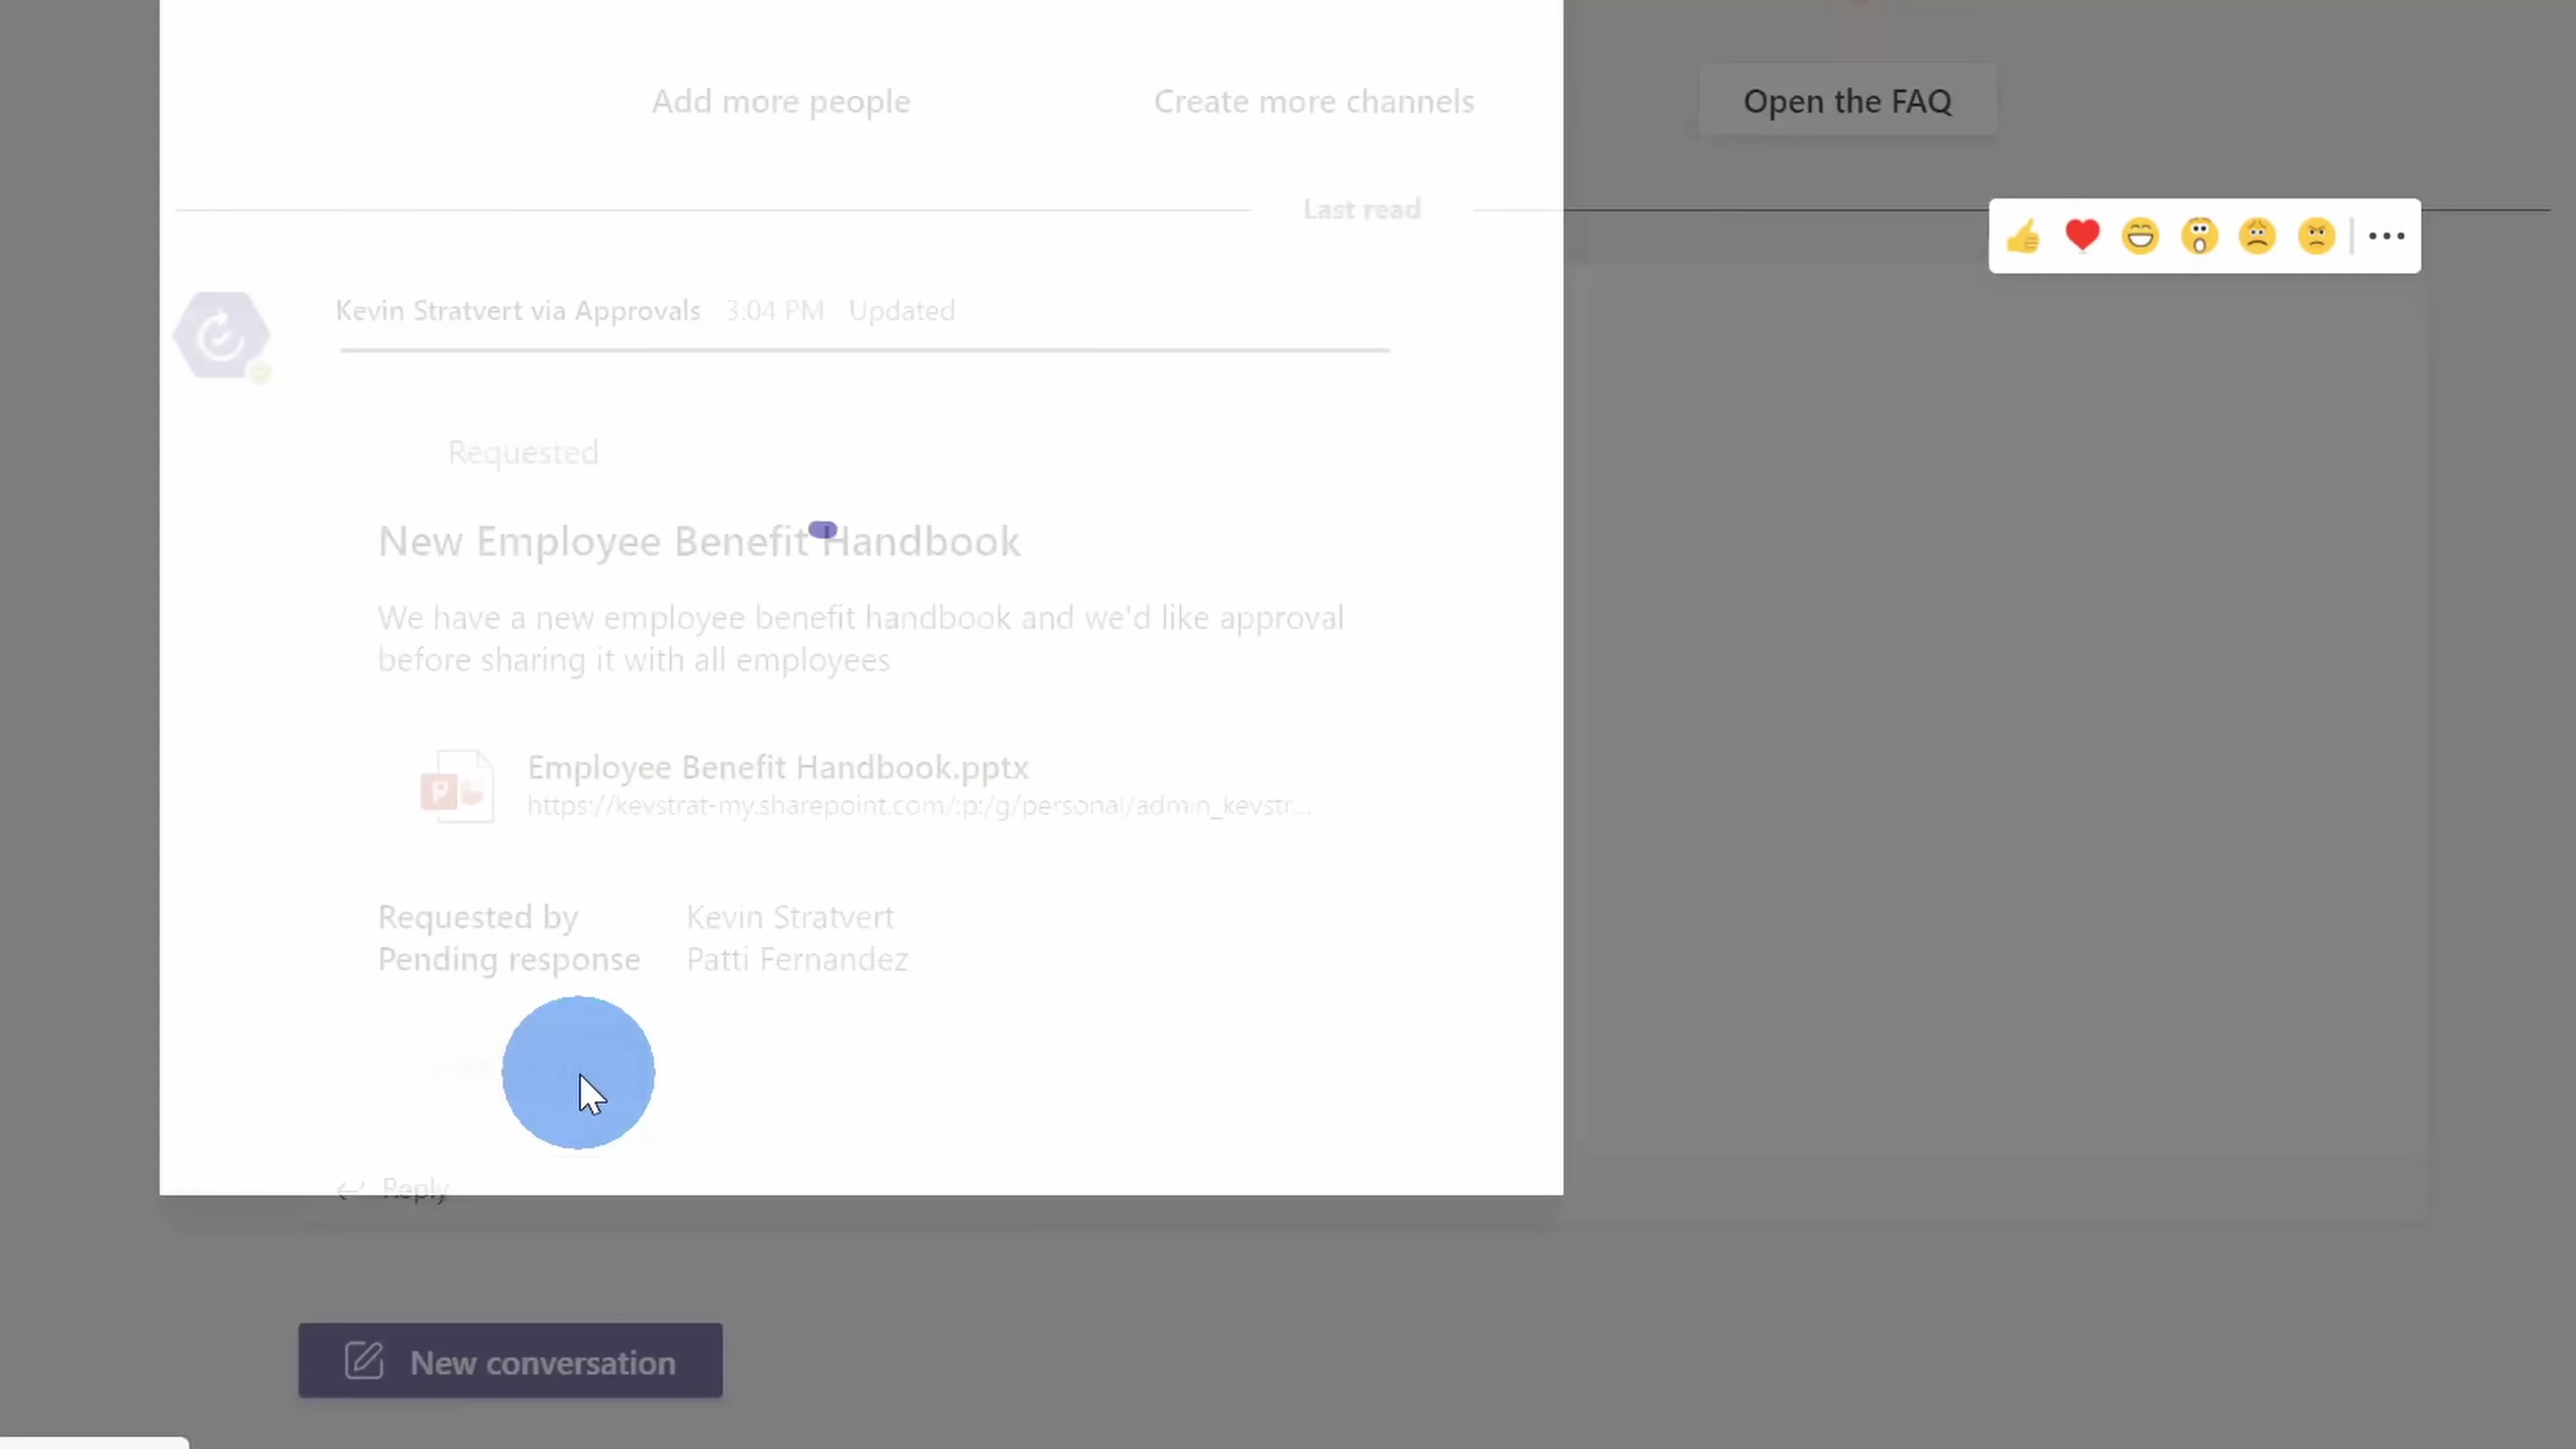 Add more people
Create more channels
Open the FAQ
Last read
Kevin Stratvert via Approvals 3:04 PM Updated
Requested
New Employee Benefit Handbook
We have a new employee benefit handbook and we'd like approval
before sharing it with all employees
P
Employee Benefit Handbook.pptx
https://kevstrat-my.sharepoint.com/:p:/g/personal/admin_kevstr...
Requested by Kevin Stratvert
Pending response Patti Fernandez
Reply
New conversation